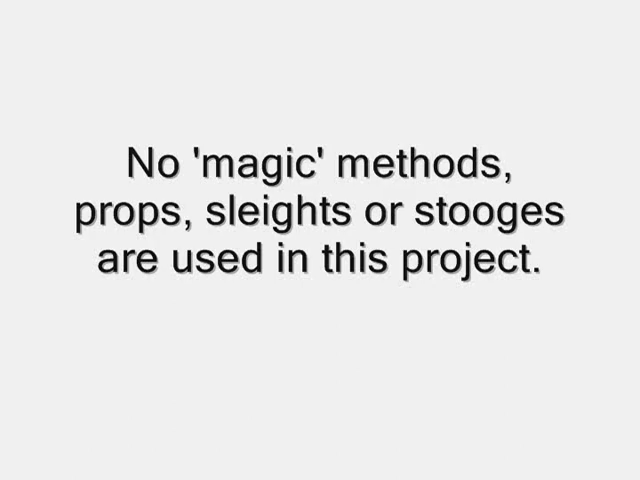 No 'magic' methods,
props, sleights or stooges
are used in this project.